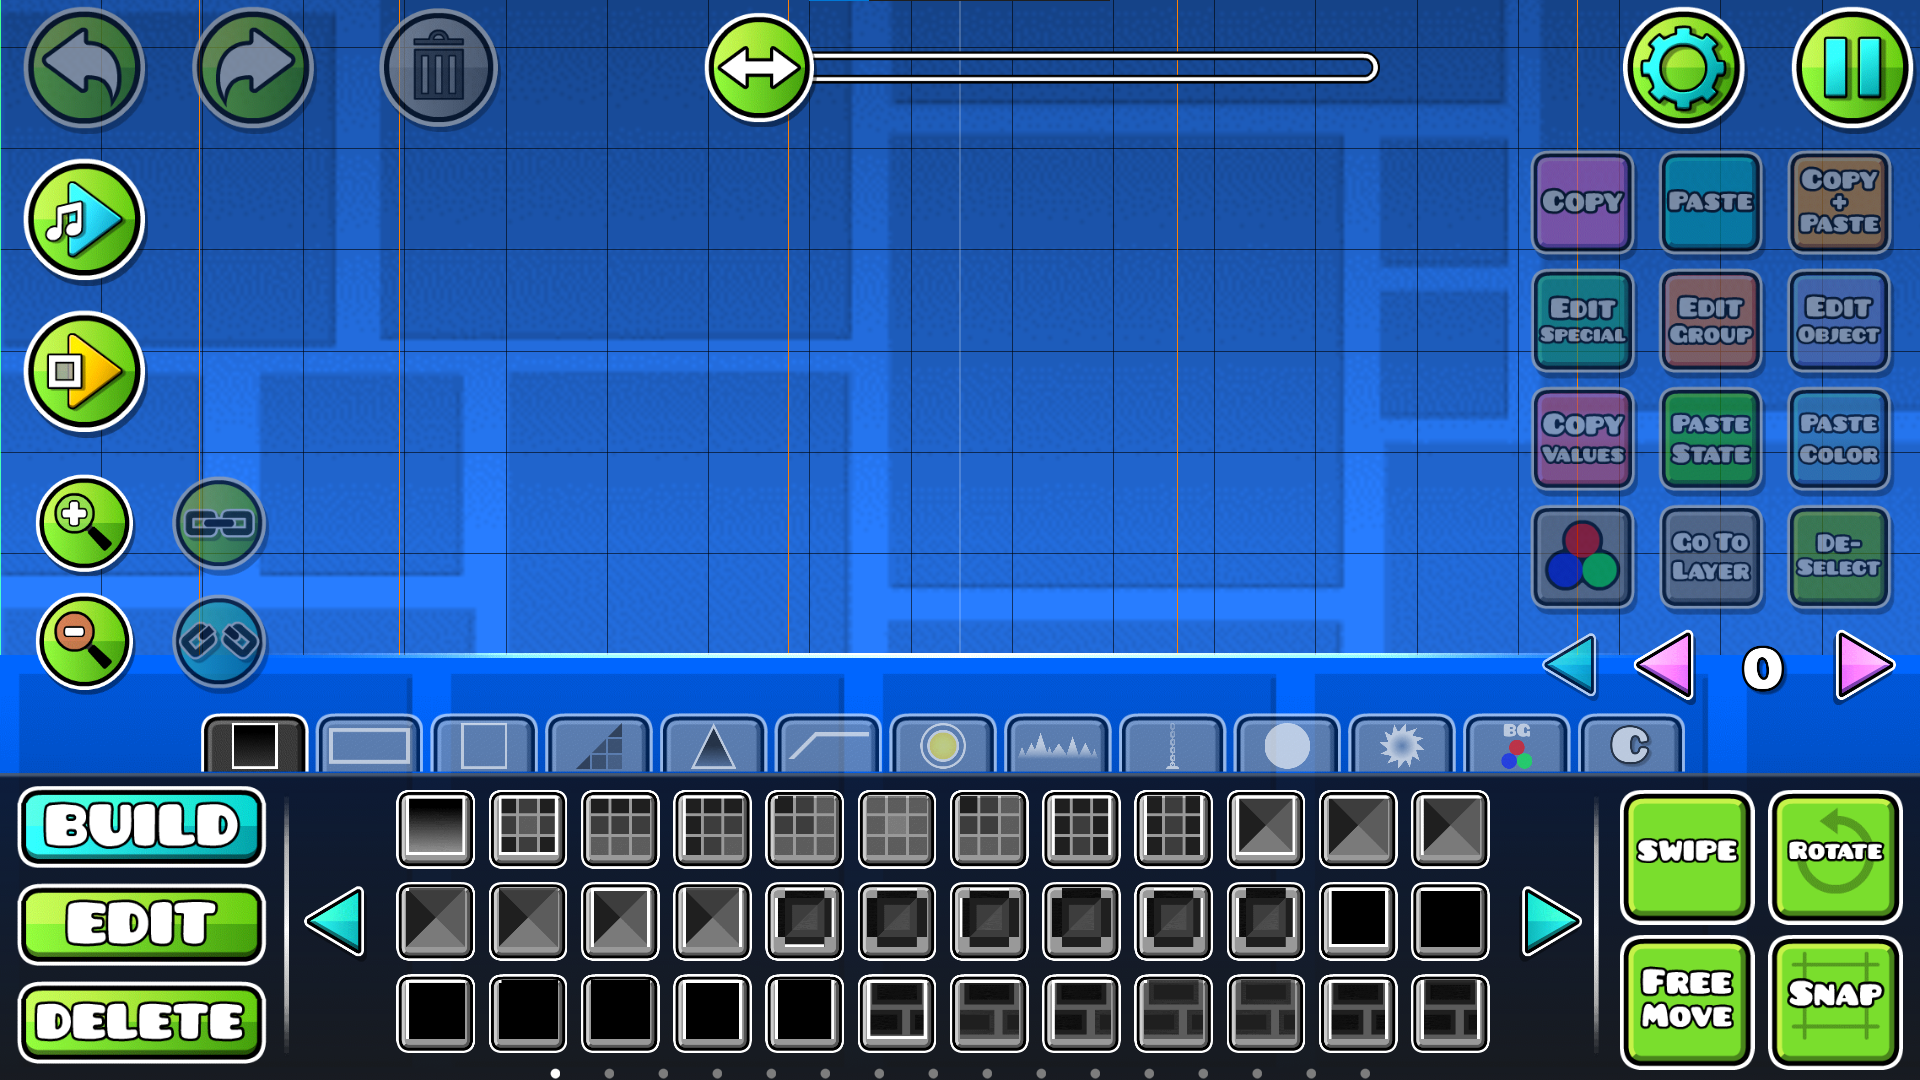 COPY
PASTE
COPY
+
PASTE
EDIT
SPECIAL
EDIT
GROUP
EDIT
OBJECT
COPY
VALUES
PASTE
STATE
PASTE
COLOR
GO TO
LAYER
DE-
SELECT
0
BG
C
BUILD
EDIT
DELETE
SWIPE
ROTATE
FREE
MOVE
SNAP